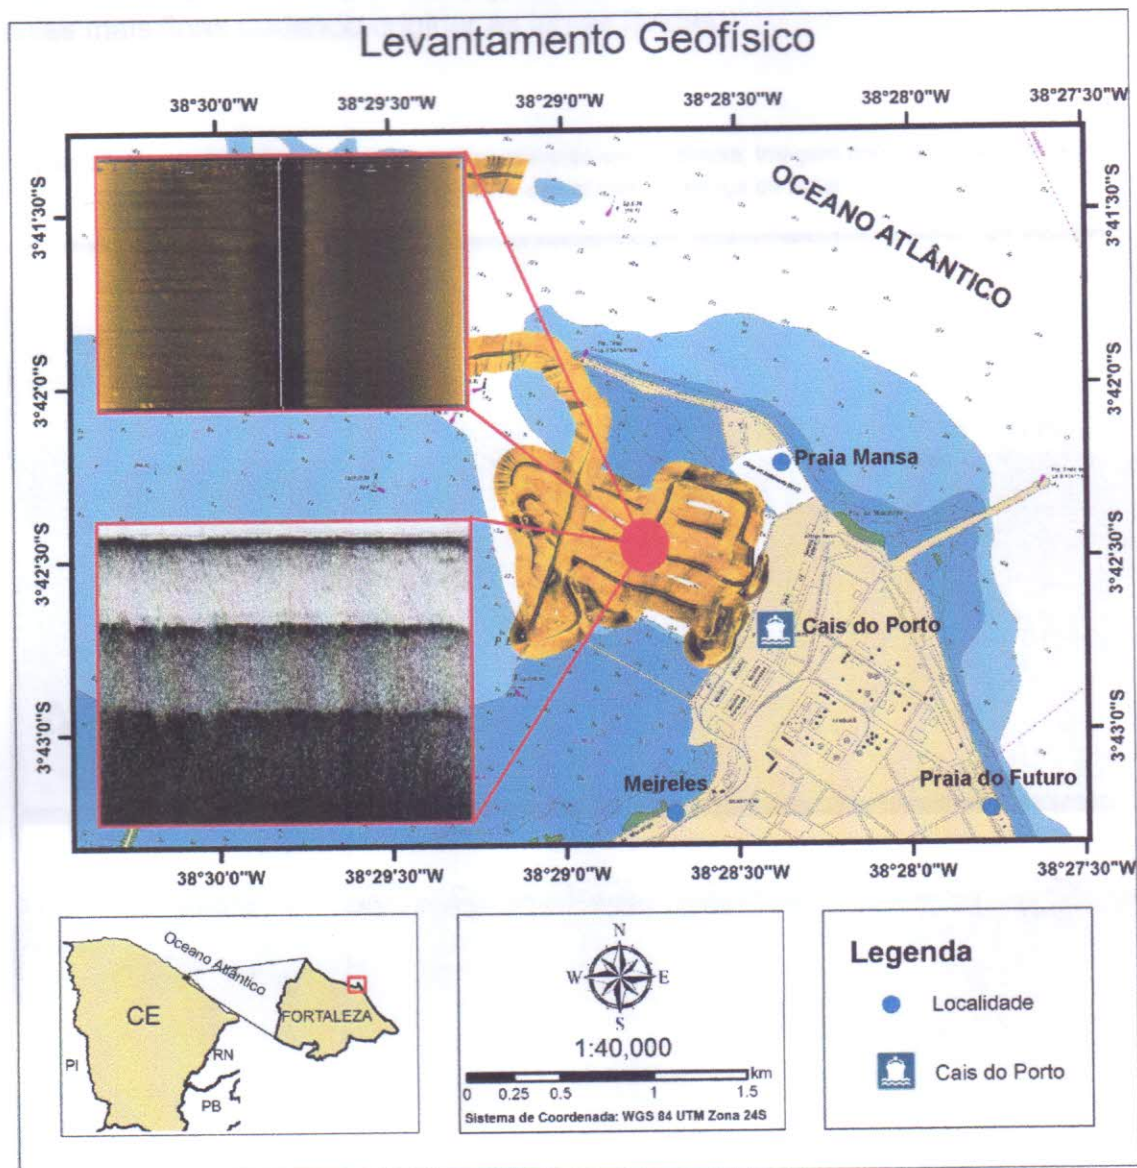 Levantamento Geofísico
38°30'0"W 38°29'30"W 38°29'0"W 38°28'30"W 38°28'0"W 38°27'30"W
3°41'30"S
3°42'0"S
3°42'30"S
3°43'0"S
3°41'30"S
3°42'0"S
3°42'30"S
3°43'0"S
OCEANO ATLÂNTICO
Praia Mansa
Cais do Porto
Meireles
Praia do Futuro
38°30'0"W 38°29'30"W 38°29'0"W 38°28'30"W 38°28'0"W 38°27'30"W
Oceano Atlântico
CE
FORTALEZA
PI
RN
PB
N
W E
S
1:40,000
km
0 0.25 0.5 1 1.5
Sistema de Coordenada: WGS 84 UTM Zona 24S
Legenda
Localidade
Cais do Porto